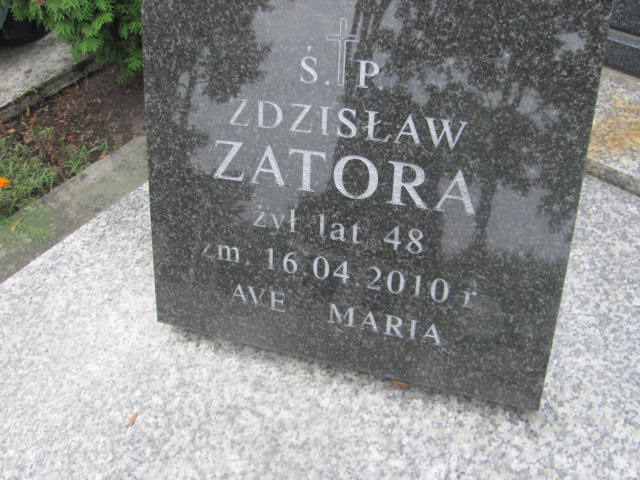 Ś. P.
ZDZISŁAW
ZATORA
żył lat 48
zm. 16.04.2010 r
AVE MARIA